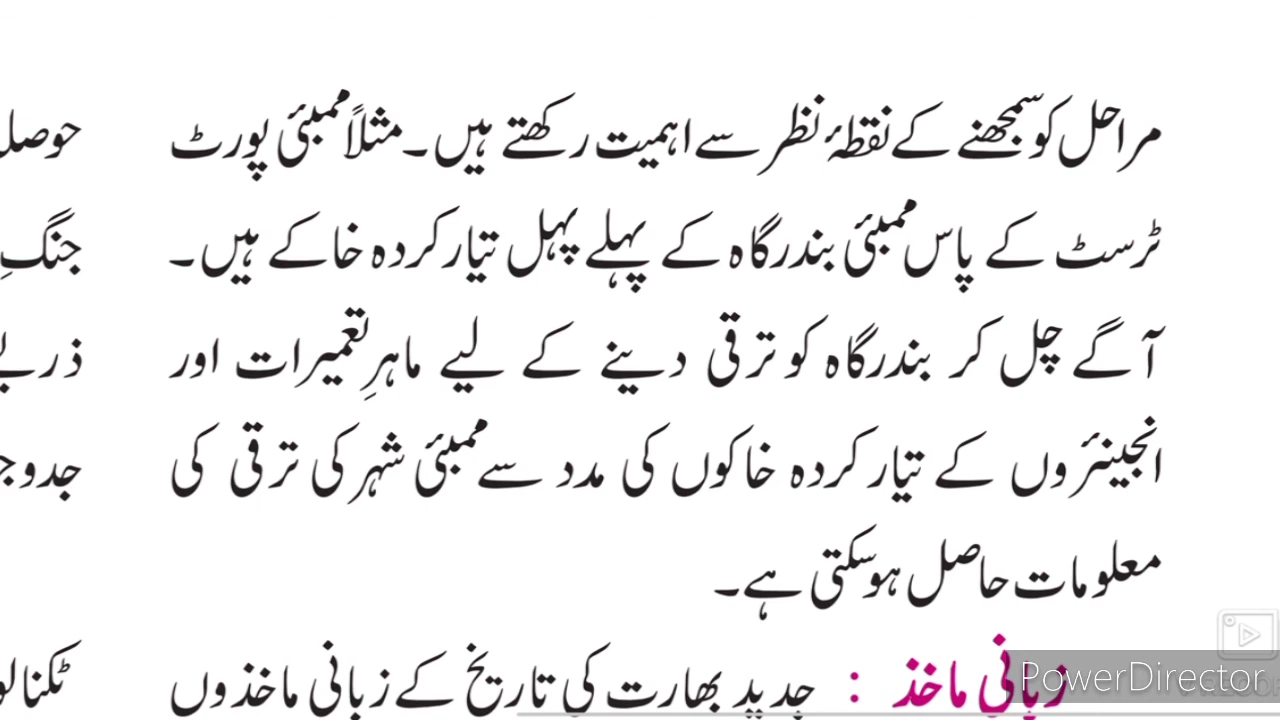 مراحل کو سمجھنے کے نقطۂ نظر سے اہمیت رکھتے ہیں۔ مثلاً ممبئی پورٹ
ٹرسٹ کے پاس ممبئی بندرگاہ کے پہلے پہل تیار کردہ خاکے ہیں۔
آگے چل کر بندرگاہ کو ترقی دینے کے لیے ماہرِ تعمیرات اور
انجینئروں کے تیار کردہ خاکوں کی مدد سے ممبئی شہر کی ترقی کی
معلومات حاصل ہوسکتی ہے۔
زبانی ماخذ : جدید بھارت کی تاریخ کے زبانی ماخذوں
جنگِ
PowerDirector